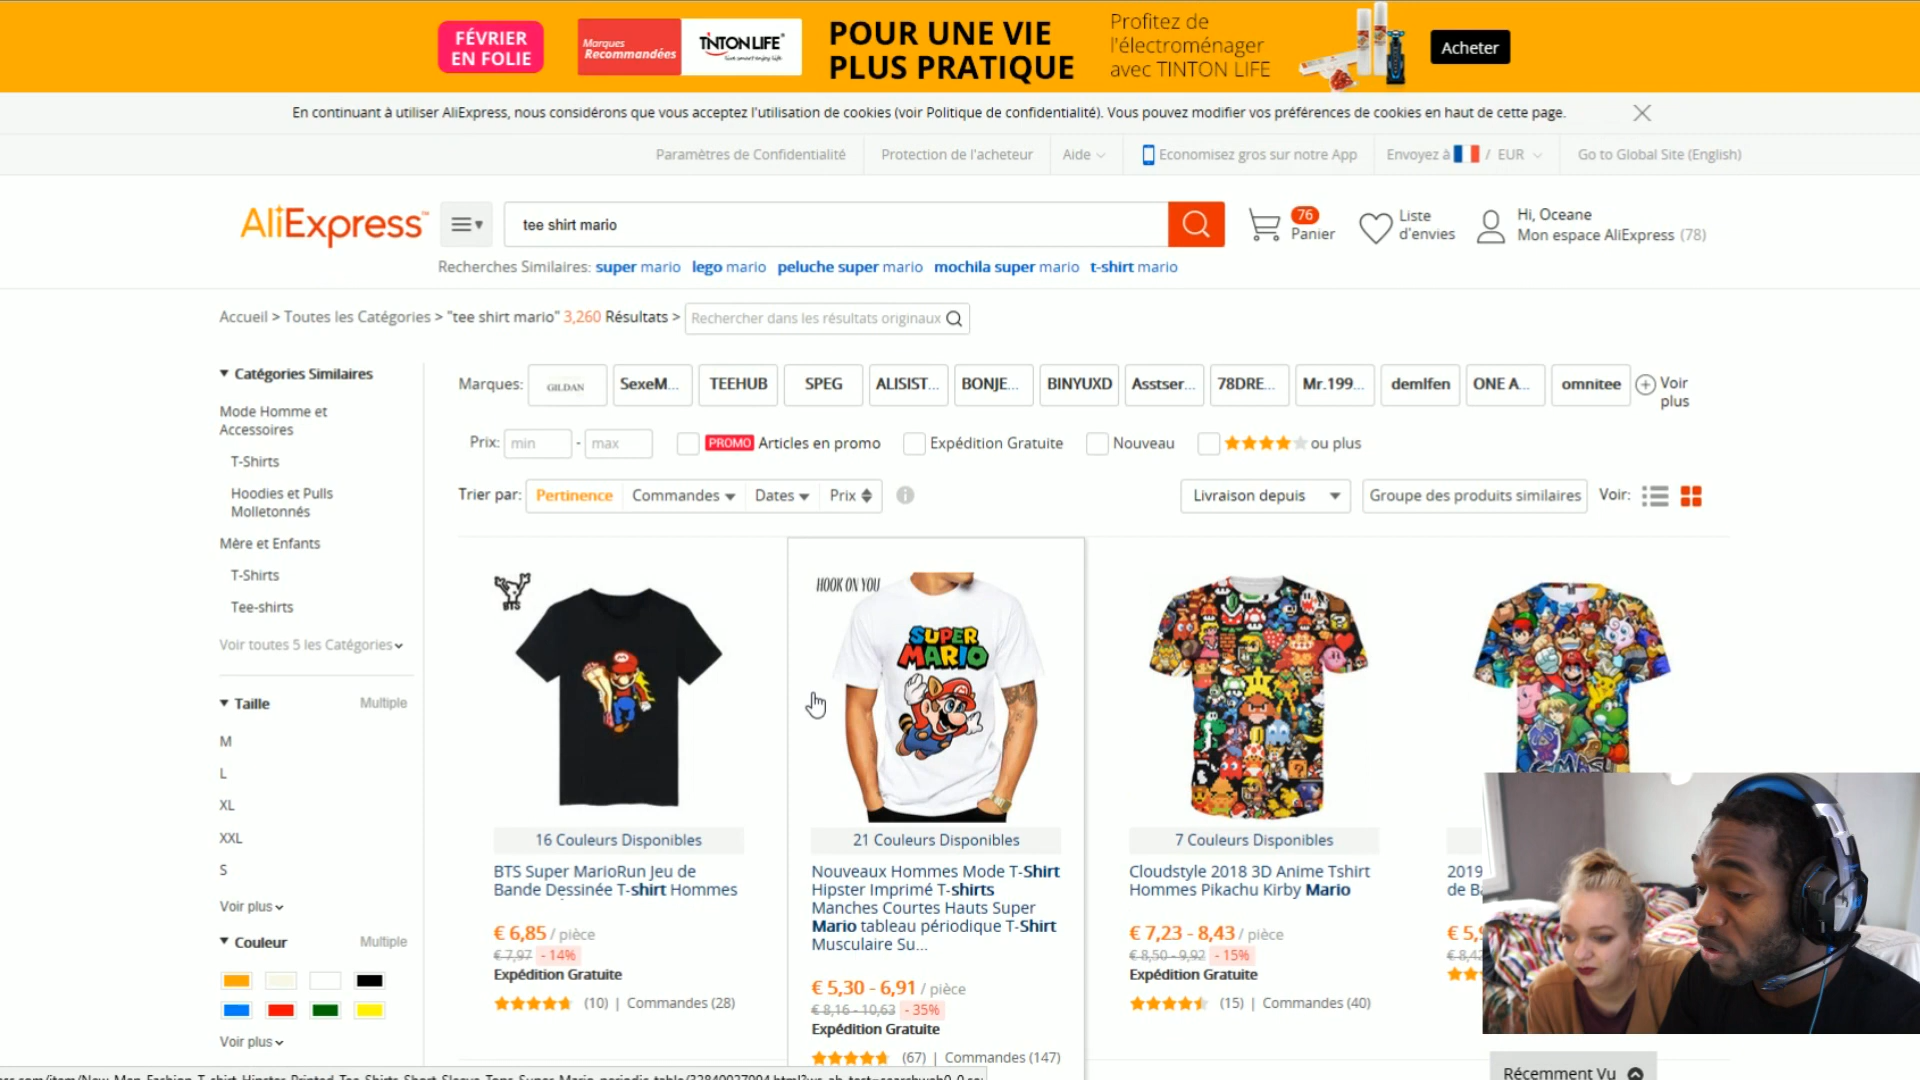 FÉVRIER
EN FOLIE
Marques
Recommandées
TINTON LIFE®
POUR UNE VIE
PLUS PRATIQUE
Profitez de
l'électroménager
avec TINTON LIFE
Acheter
En continuant à utiliser AliExpress, nous considérons que vous acceptez l'utilisation de cookies (voir Politique de confidentialité). Vous pouvez modifier vos préférences de cookies en haut de cette page.
Paramètres de Confidentialité
Protection de l'acheteur
Aide
Economisez gros sur notre App
Envoyez à / EUR
Go to Global Site (English)
AliExpress™
tee shirt mario
76
Panier
Liste
d'envies
Hi, Oceane
Mon espace AliExpress (78)
Recherches Similaires: super mario lego mario peluche super mario mochila super mario t-shirt mario
Accueil > Toutes les Catégories > "tee shirt mario" 3,260 Résultats > Rechercher dans les résultats originaux
Catégories Similaires
Mode Homme et
Accessoires
T-Shirts
Hoodies et Pulls
Molletonnés
Mère et Enfants
T-Shirts
Tee-shirts
Voir toutes 5 les Catégories
Taille Multiple
M
L
XL
XXL
S
Voir plus
Couleur Multiple
Voir plus
Marques: GILDAN SexeM... TEEHUB SPEG ALISIST... BONJE... BINYUXD Asstser... 78DRE... Mr.199... demlfen ONE A... omnitee Voir
plus
Prix: min - max PROMO Articles en promo Expédition Gratuite Nouveau ou plus
Trier par: Pertinence Commandes Dates Prix
Livraison depuis
Groupe des produits similaires
Voir:
BTS
16 Couleurs Disponibles
BTS Super MarioRun Jeu de
Bande Dessinée T-shirt Hommes
€ 6,85 / pièce
€ 7,97 - 14%
Expédition Gratuite
(10) | Commandes (28)
HOOK ON YOU
SUPER
MARIO
21 Couleurs Disponibles
Nouveaux Hommes Mode T-Shirt
Hipster Imprimé T-shirts
Manches Courtes Hauts Super
Mario tableau périodique T-Shirt
Musculaire Su...
€ 5,30 - 6,91 / pièce
€ 8,16 - 10,63 - 35%
Expédition Gratuite
(67) | Commandes (147)
7 Couleurs Disponibles
Cloudstyle 2018 3D Anime Tshirt
Hommes Pikachu Kirby Mario
€ 7,23 - 8,43 / pièce
€ 8,50 - 9,92 - 15%
Expédition Gratuite
(15) | Commandes (40)
2019
de B
€ 5,9
€ 8,42
Récemment Vu